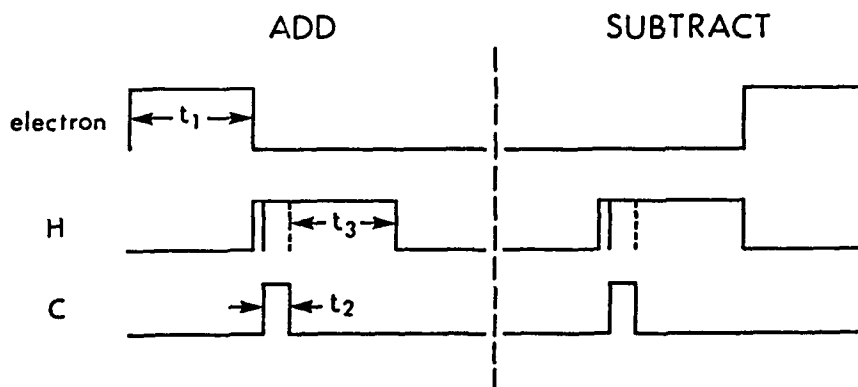 ADD
SUBTRACT
electron
t1
H
t3
C
t2